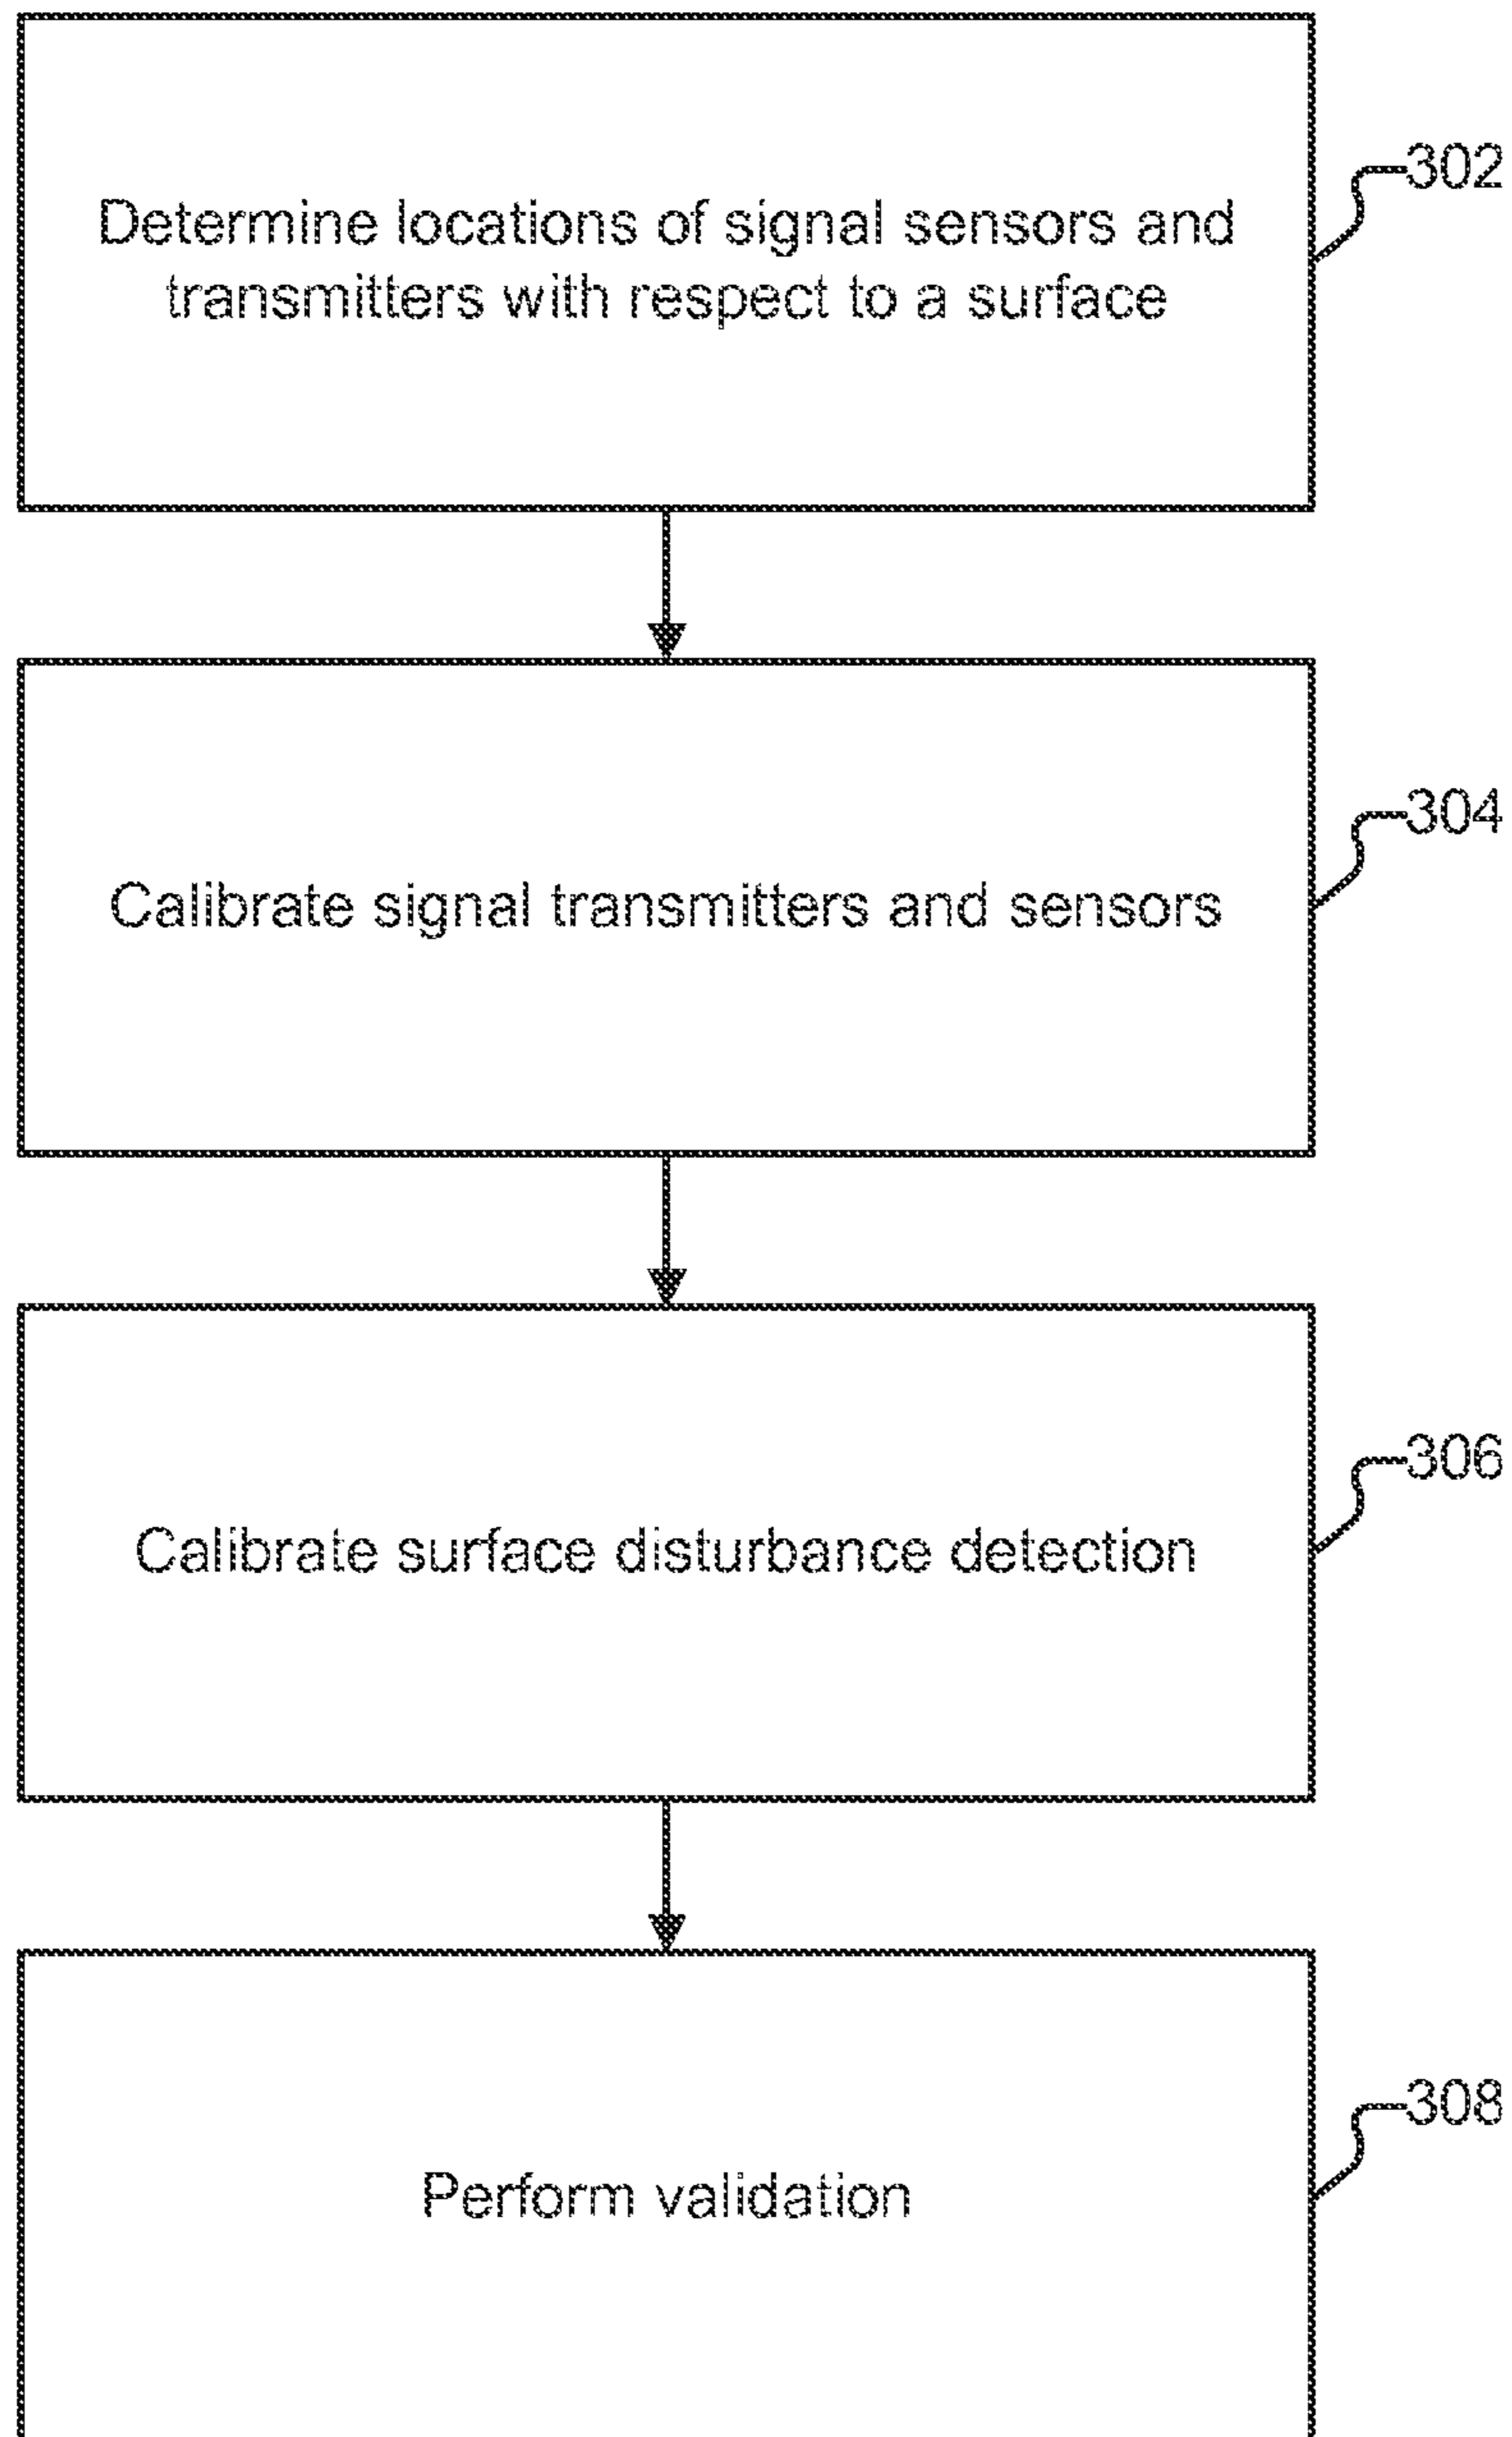 Determine locations of signal sensors and
transmitters with respect to a surface
302
Calibrate signal transmitters and sensors
304
Calibrate surface disturbance detection
306
Perform validation
308